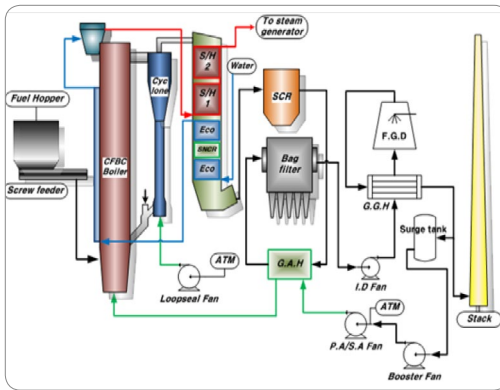 To steam
generator
Fuel Hopper
Screw feeder
CFBC
Boiler
Cyc
lone
S/H
2
S/H
1
Eco
SNCR
Eco
Water
SCR
Bag
filter
F.G.D
G.G.H
Surge tank
G.A.H
ATM
Loopseal Fan
I.D Fan
ATM
P.A/S.A Fan
Booster Fan
Stack